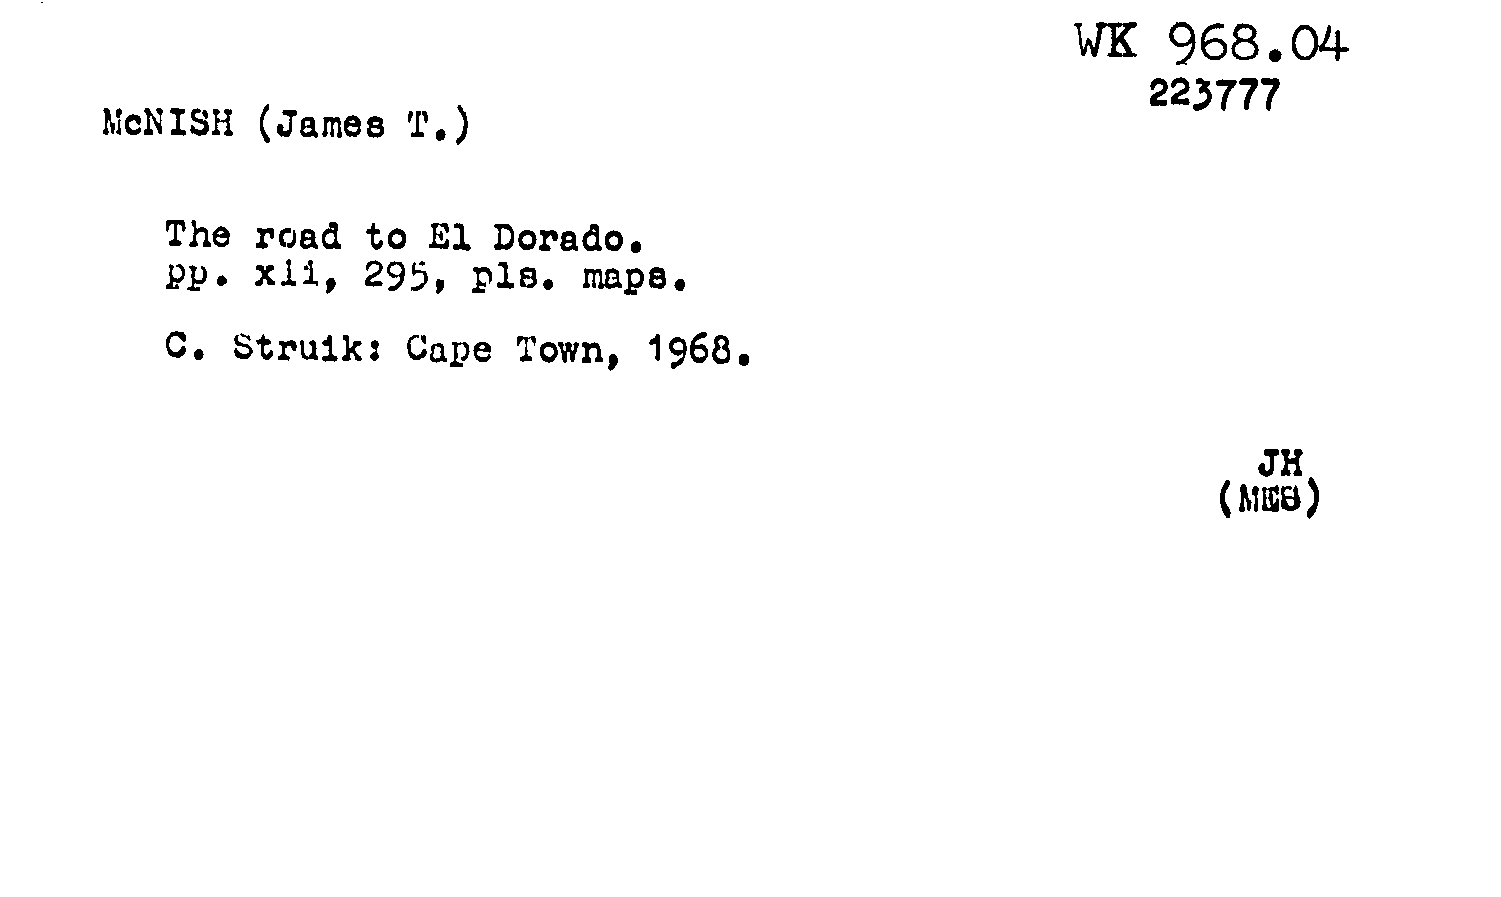 WK 968.04
223777
McNISH (James T.)
The road to El Dorado.
pp. xii, 295, pls. maps.
C. Struik: Cape Town, 1968.
JH
(MES)